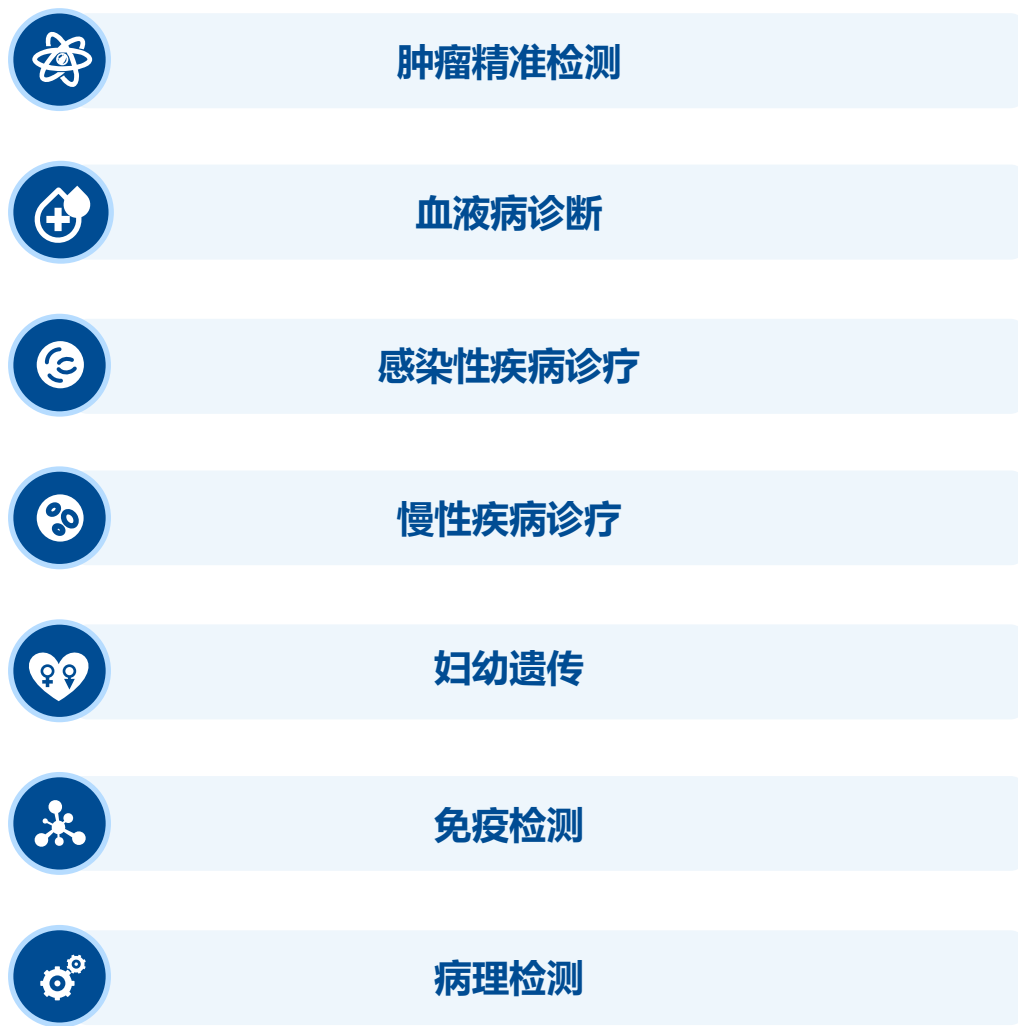 肿瘤精准检测
血液病诊断
感染性疾病诊疗
慢性疾病诊疗
妇幼遗传
免疫检测
病理检测